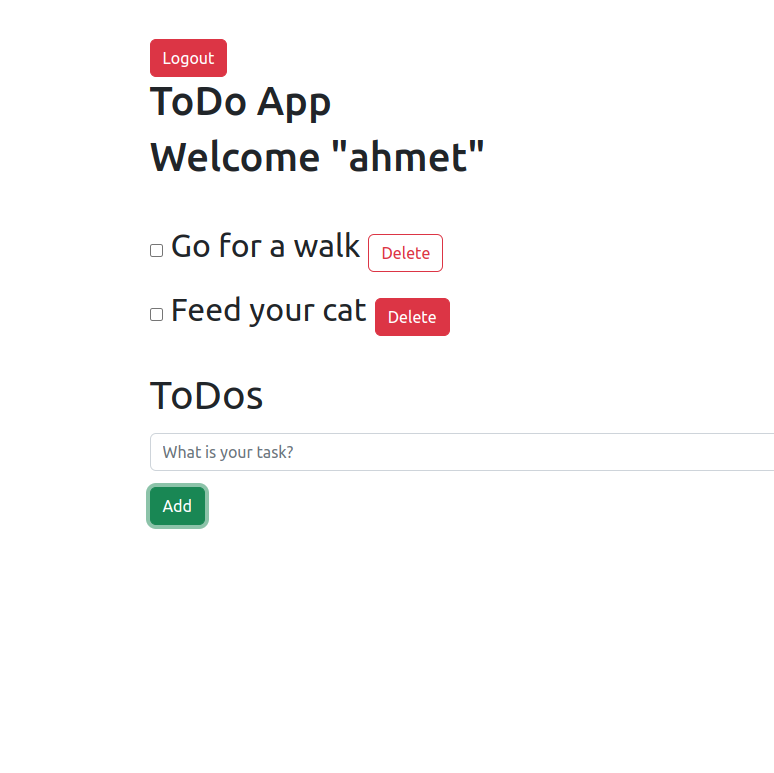 Logout
ToDo App
Welcome "ahmet"
Go for a walk Delete
Feed your cat Delete
ToDos
What is your task?
Add